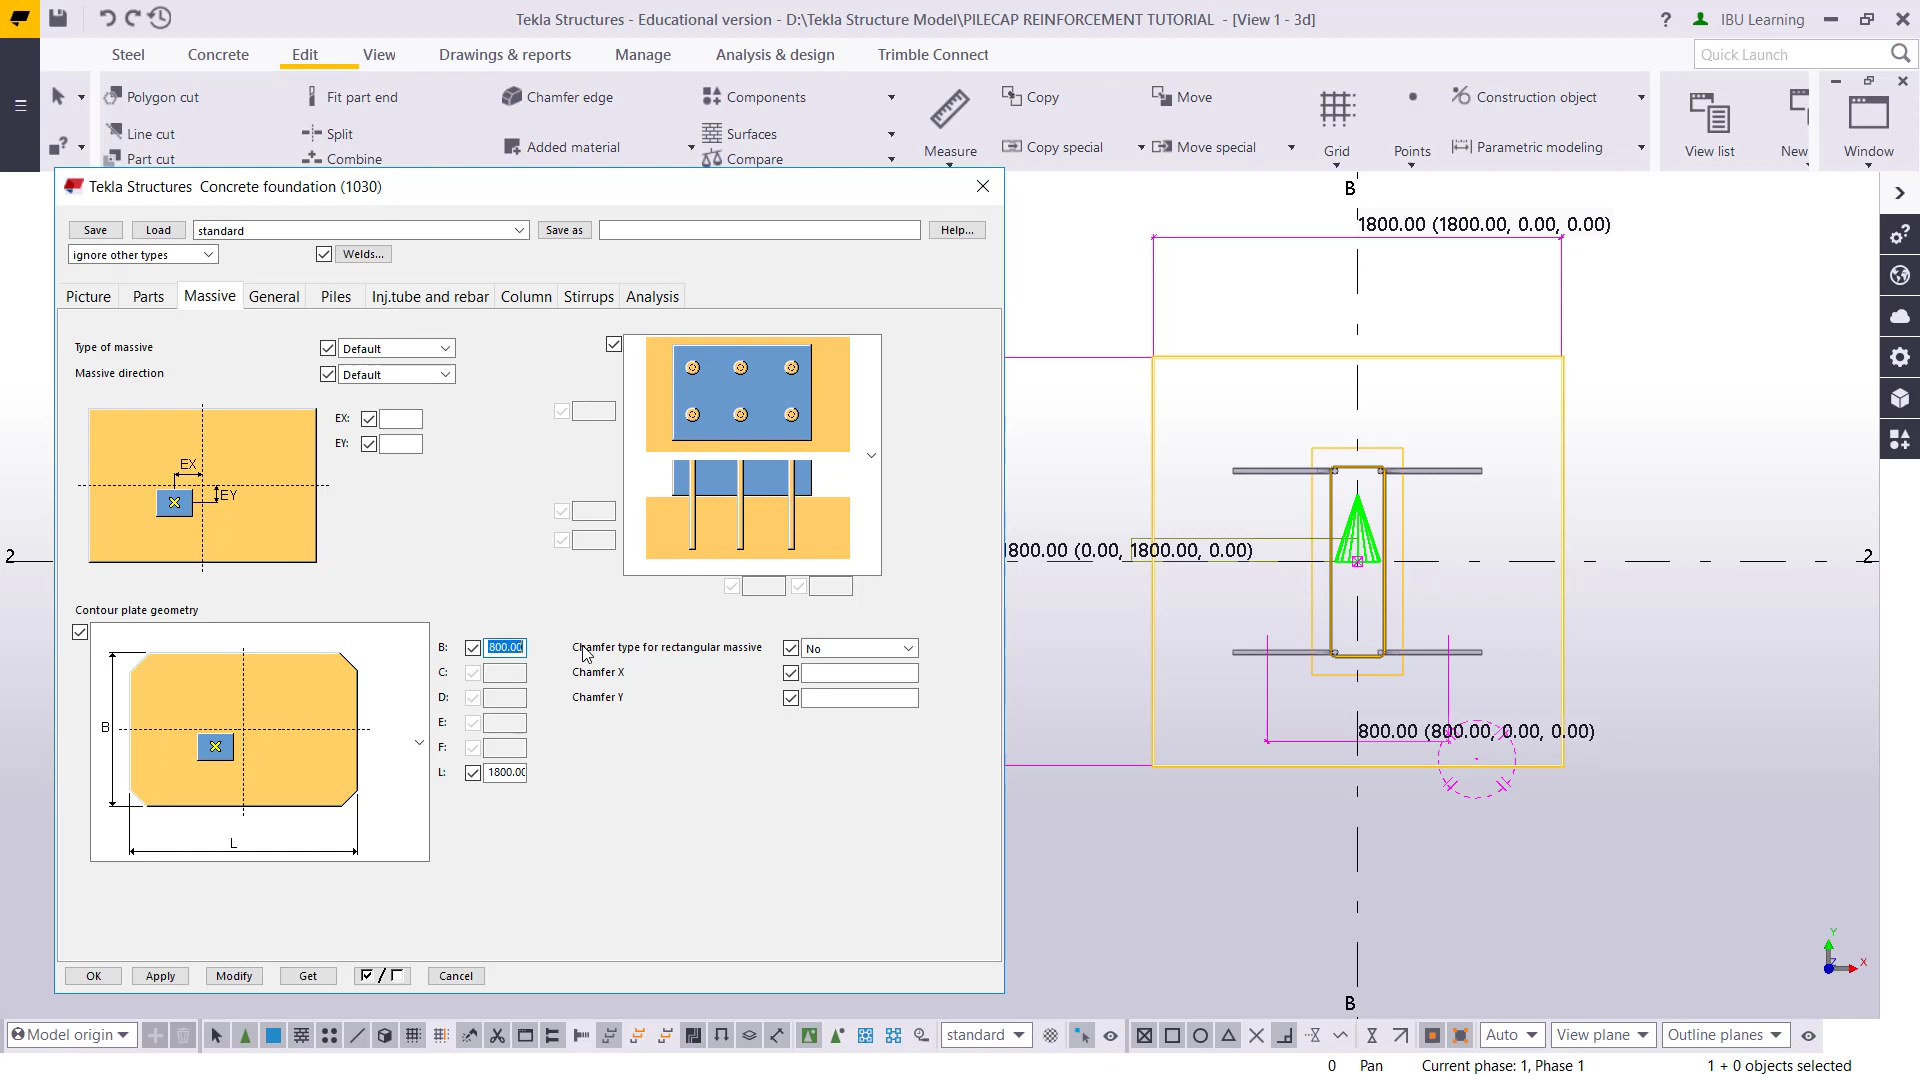 Tekla Structures - Educational version - D:\Tekla Structure Model\PILECAP REINFORCEMENT TUTORIAL - [View 1 - 3d]
? IBU Learning
Steel Concrete Edit View Drawings & reports Manage Analysis & design Trimble Connect
Quick Launch
Polygon cut Fit part end Chamfer edge Components Copy Move Construction object
Line cut Split Surfaces
Part cut Combine Added material Compare Measure Copy special Move special Grid Points Parametric modeling View list New Window
Tekla Structures Concrete foundation (1030)
Save Load standard Save as Help...
ignore other types Welds...
Picture Parts Massive General Piles Inj.tube and rebar Column Stirrups Analysis
Type of massive Default
Massive direction Default
EX:
EY:
EX
EY
Contour plate geometry
B: 800.00 Chamfer type for rectangular massive No
C: Chamfer X
D: Chamfer Y
E:
F:
L: 1800.00
B
L
OK Apply Modify Get / Cancel
B
1800.00 (1800.00, 0.00, 0.00)
2 1800.00 (0.00, 1800.00, 0.00) 2
800.00 (800.00, 0.00, 0.00)
Y
Z X
B
Model origin standard Auto View plane Outline planes
0 Pan Current phase: 1, Phase 1 1 + 0 objects selected